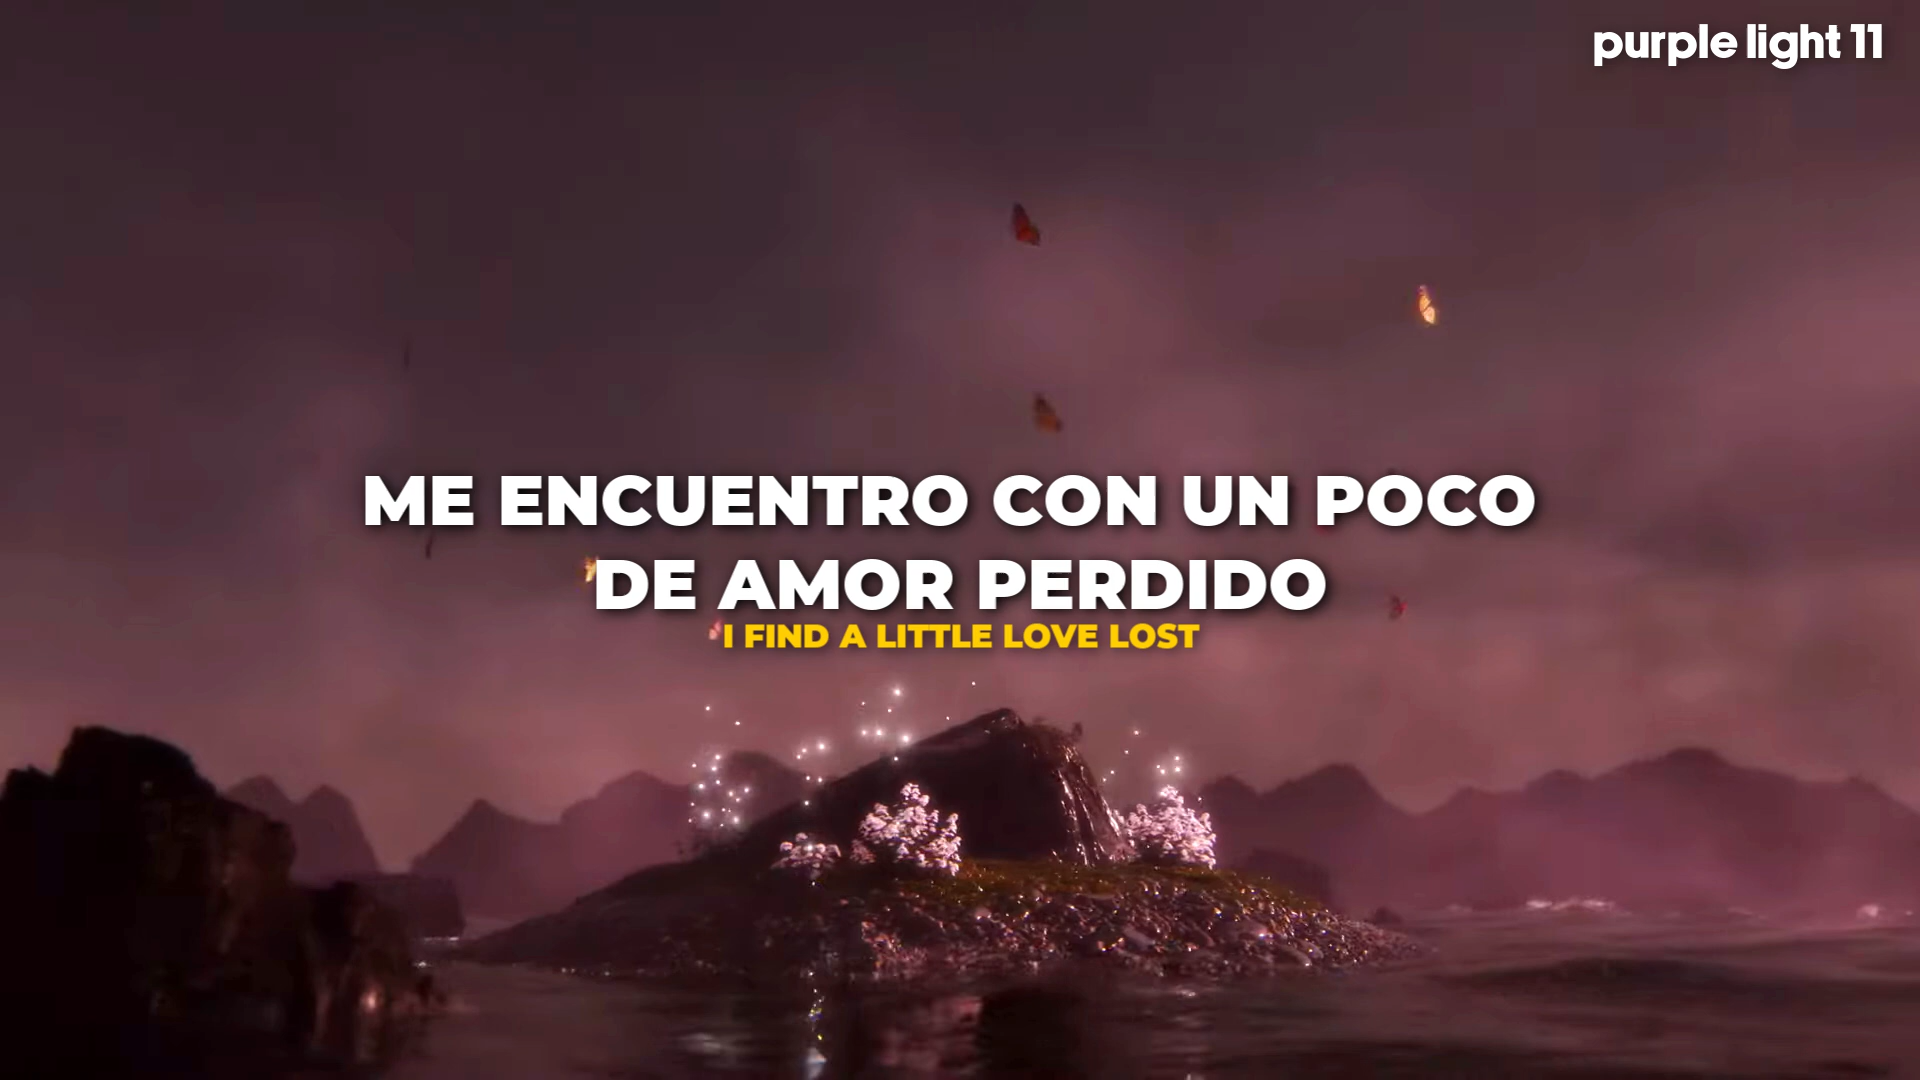 purple light 11
ME ENCUENTRO CON UN POCO
DE AMOR PERDIDO
I FIND A LITTLE LOVE LOST